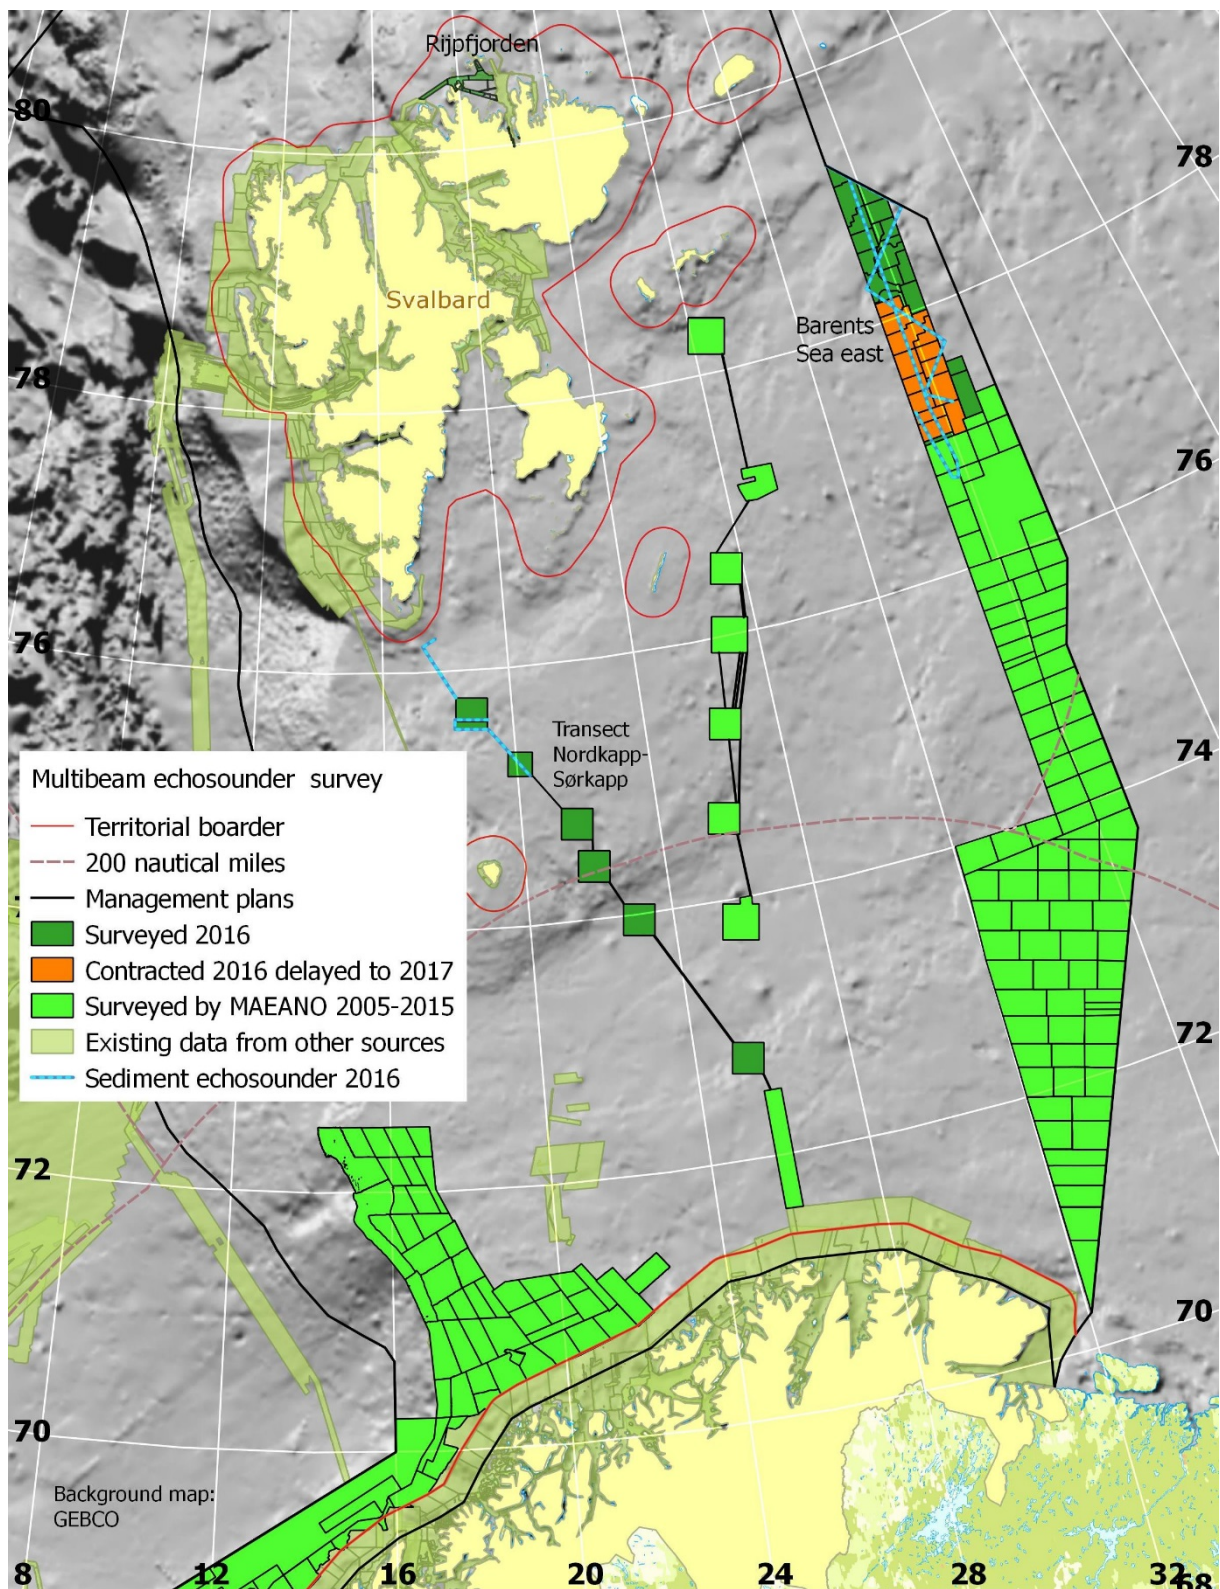 Rijpfjorden
80
78
Svalbard
Barents
Sea east
78
76
76
Transect
Nordkapp-
Sørkapp
74
Multibeam echosounder survey
Territorial boarder
200 nautical miles
Management plans
Surveyed 2016
Contracted 2016 delayed to 2017
Surveyed by MAEANO 2005-2015
Existing data from other sources
Sediment echosounder 2016
72
72
70
70
Background map:
GEBCO
8
12
16
20
24
28
32
68